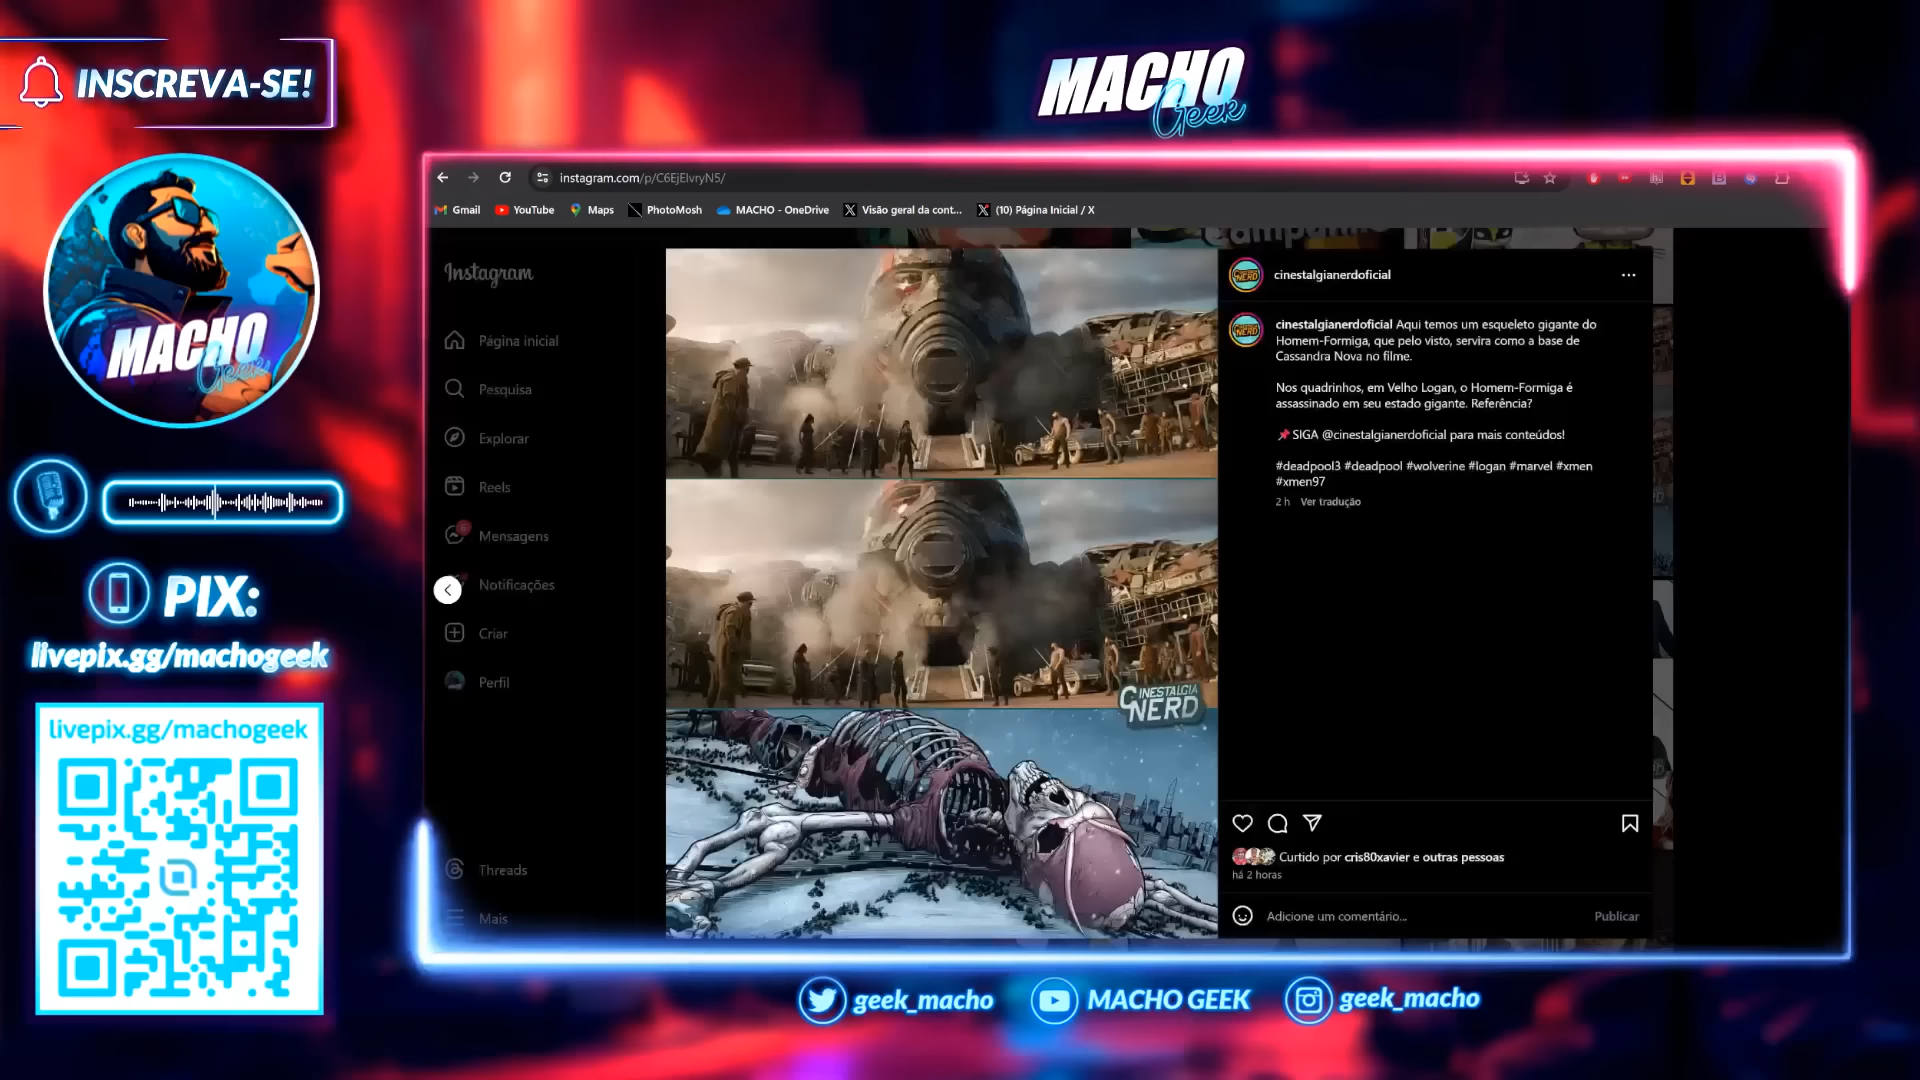 INSCREVA-SE!
MACHO
Geek
MACHO
Geek
PIX:
livepix.gg/machogeek
livepix.gg/machogeek
instagram.com/p/C6EjElvryN5/
Gmail
YouTube
Maps
PhotoMosh
MACHO - OneDrive
Visão geral da cont...
(10) Página Inicial / X
Instagram
Página inicial
Pesquisa
Explorar
Reels
Mensagens
6
Notificações
Criar
Perfil
Threads
Mais
CINESTALGIA
NERD
cinestalgianerdoficial
cinestalgianerdoficial Aqui temos um esqueleto gigante do
Homem-Formiga, que pelo visto, servira como a base de
Cassandra Nova no filme.
Nos quadrinhos, em Velho Logan, o Homem-Formiga é
assassinado em seu estado gigante. Referência?
📌SIGA @cinestalgianerdoficial para mais conteúdos!
#deadpool3 #deadpool #wolverine #logan #marvel #xmen
#xmen97
2 h Ver tradução
Curtido por cris80xavier e outras pessoas
há 2 horas
Adicione um comentário...
Publicar
geek_macho
MACHO GEEK
geek_macho